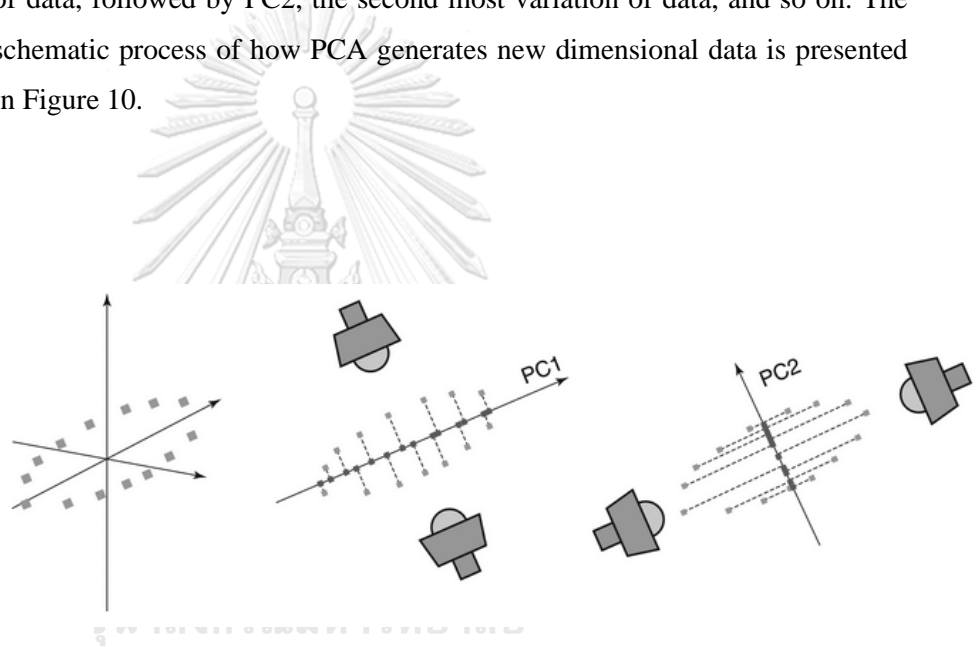 of data, followed by PC2, the second most variation of data, and so on. The
schematic process of how PCA generates new dimensional data is presented
in Figure 10.
PC1
PC2